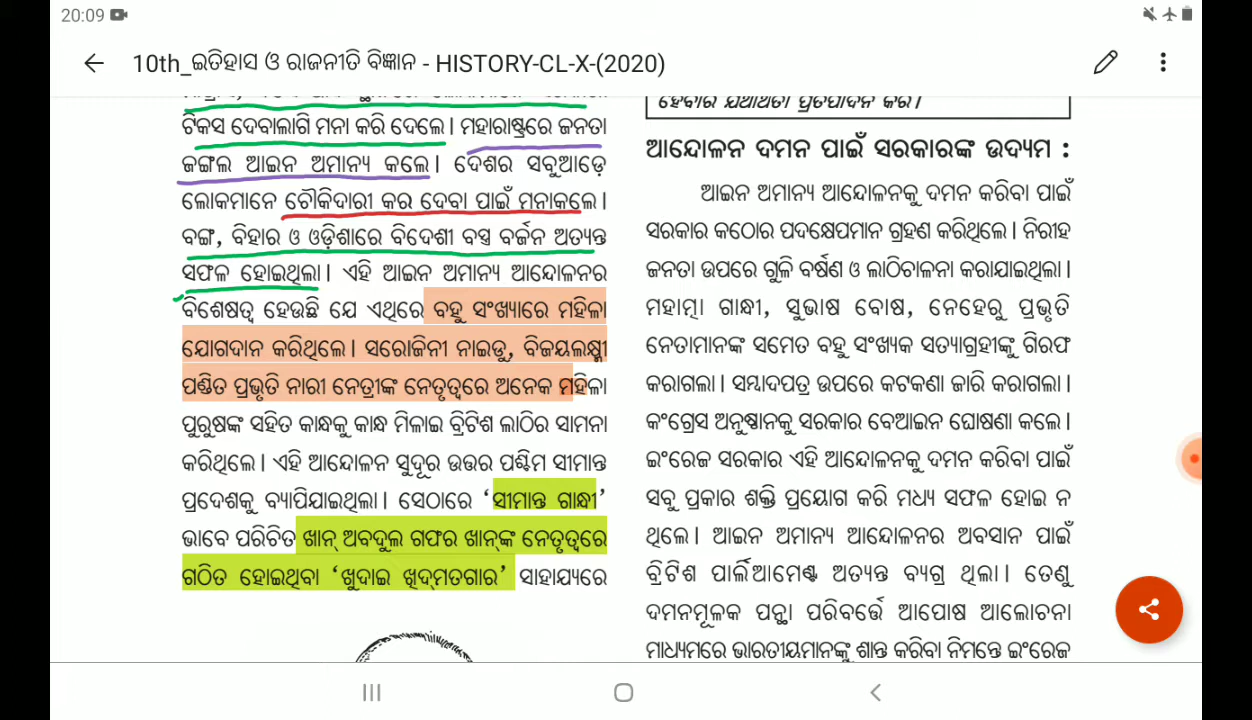 20:09
10th_ଇତିହାସ ଓ ରାଜନୀତି ବିଜ୍ଞାନ - HISTORY-CL-X-(2020)
ଟିକସ ଦେବାଲାଗି ମନା କରି ଦେଲେ। ମହାରାଷ୍ଟ୍ରରେ ଜନତା
ଜଙ୍ଗଲ ଆଇନ ଅମାନ୍ୟ କଲେ। ଦେଶର ସବୁଆଡ଼େ
ଲୋକମାନେ ଚୌକିଦାରୀ କର ଦେବା ପାଇଁ ମନାକଲେ।
ବଙ୍ଗ, ବିହାର ଓ ଓଡ଼ିଶାରେ ବିଦେଶୀ ବସ୍ତ୍ର ବର୍ଜନ ଅତ୍ୟନ୍ତ
ସଫଳ ହୋଇଥିଲା। ଏହି ଆଇନ ଅମାନ୍ୟ ଆନ୍ଦୋଳନର
ବିଶେଷତ୍ୱ ହେଉଛି ଯେ ଏଥିରେ ବହୁ ସଂଖ୍ୟାରେ ମହିଳା
ଯୋଗଦାନ କରିଥିଲେ। ସରୋଜିନୀ ନାଇଡୁ, ବିଜୟଲକ୍ଷ୍ମୀ
ପଣ୍ଡିତ ପ୍ରଭୃତି ନାରୀ ନେତ୍ରୀଙ୍କ ନେତୃତ୍ୱରେ ଅନେକ ମହିଳା
ପୁରୁଷଙ୍କ ସହିତ କାନ୍ଧକୁ କାନ୍ଧ ମିଳାଇ ବ୍ରିଟିଶ ଲାଠିର ସାମନା
କରିଥିଲେ। ଏହି ଆନ୍ଦୋଳନ ସୁଦୂର ଉତ୍ତର ପଶ୍ଚିମ ସୀମାନ୍ତ
ପ୍ରଦେଶକୁ ବ୍ୟାପିଯାଇଥିଲା। ସେଠାରେ ‘ସୀମାନ୍ତ ଗାନ୍ଧୀ’
ଭାବେ ପରିଚିତ ଖାନ୍ ଅବଦୁଲ ଗଫର ଖାନ୍‌ଙ୍କ ନେତୃତ୍ୱରେ
ଗଠିତ ହୋଇଥିବା ‘ଖୁଦାଇ ଖିଦ୍‌ମତଗାର’ ସାହାଯ୍ୟରେ
ହେବାର ଯଥାର୍ଥତା ପ୍ରତିପାଦନ କର।
ଆନ୍ଦୋଳନ ଦମନ ପାଇଁ ସରକାରଙ୍କ ଉଦ୍ୟମ :
ଆଇନ ଅମାନ୍ୟ ଆନ୍ଦୋଳନକୁ ଦମନ କରିବା ପାଇଁ
ସରକାର କଠୋର ପଦକ୍ଷେପମାନ ଗ୍ରହଣ କରିଥିଲେ। ନିରୀହ
ଜନତା ଉପରେ ଗୁଳି ବର୍ଷଣ ଓ ଲାଠିଚାଳନା କରାଯାଇଥିଲା।
ମହାତ୍ମା ଗାନ୍ଧୀ, ସୁଭାଷ ବୋଷ, ନେହେରୁ ପ୍ରଭୃତି
ନେତାମାନଙ୍କ ସମେତ ବହୁ ସଂଖ୍ୟକ ସତ୍ୟାଗ୍ରହୀଙ୍କୁ ଗିରଫ
କରାଗଲା। ସମ୍ବାଦପତ୍ର ଉପରେ କଟକଣା ଜାରି କରାଗଲା।
କଂଗ୍ରେସ ଅନୁଷ୍ଠାନକୁ ସରକାର ବେଆଇନ ଘୋଷଣା କଲେ।
ଇଂରେଜ ସରକାର ଏହି ଆନ୍ଦୋଳନକୁ ଦମନ କରିବା ପାଇଁ
ସବୁ ପ୍ରକାର ଶକ୍ତି ପ୍ରୟୋଗ କରି ମଧ୍ୟ ସଫଳ ହୋଇ ନ
ଥିଲେ। ଆଇନ ଅମାନ୍ୟ ଆନ୍ଦୋଳନର ଅବସାନ ପାଇଁ
ବ୍ରିଟିଶ ପାର୍ଲିଆମେଣ୍ଟ ଅତ୍ୟନ୍ତ ବ୍ୟଗ୍ର ଥିଲା। ତେଣୁ
ଦମନମୂଳକ ପନ୍ଥା ପରିବର୍ତ୍ତେ ଆପୋଷ ଆଲୋଚନା
ମାଧ୍ୟମରେ ଭାରତୀୟମାନଙ୍କୁ ଶାନ୍ତ କରିବା ନିମନ୍ତେ ଇଂରେଜ